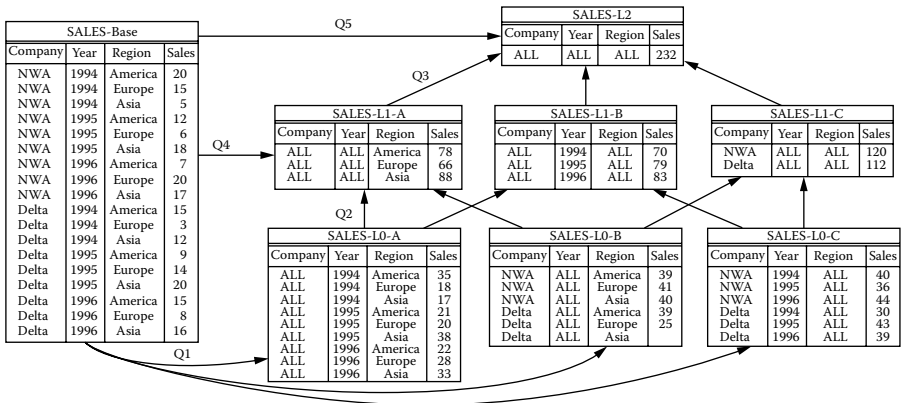 SALES-Base
Company Year Region Sales
NWA 1994 America 20
NWA 1994 Europe 15
NWA 1994 Asia 5
NWA 1995 America 12
NWA 1995 Europe 6
NWA 1995 Asia 18
NWA 1996 America 7
NWA 1996 Europe 20
NWA 1996 Asia 17
Delta 1994 America 15
Delta 1994 Europe 3
Delta 1994 Asia 12
Delta 1995 America 9
Delta 1995 Europe 14
Delta 1995 Asia 20
Delta 1996 America 15
Delta 1996 Europe 8
Delta 1996 Asia 16
Q5
Q3
Q4
Q2
Q1
SALES-L2
Company Year Region Sales
ALL ALL ALL 232
SALES-L1-A
Company Year Region Sales
ALL ALL America 78
ALL ALL Europe 66
ALL ALL Asia 88
SALES-L1-B
Company Year Region Sales
ALL 1994 ALL 70
ALL 1995 ALL 79
ALL 1996 ALL 83
SALES-L1-C
Company Year Region Sales
NWA ALL ALL 120
Delta ALL ALL 112
SALES-L0-A
Company Year Region Sales
ALL 1994 America 35
ALL 1994 Europe 18
ALL 1994 Asia 17
ALL 1995 America 21
ALL 1995 Europe 20
ALL 1995 Asia 38
ALL 1996 America 22
ALL 1996 Europe 28
ALL 1996 Asia 33
SALES-L0-B
Company Year Region Sales
NWA ALL America 39
NWA ALL Europe 41
NWA ALL Asia 40
Delta ALL America 39
Delta ALL Europe 25
Delta ALL Asia
SALES-L0-C
Company Year Region Sales
NWA 1994 ALL 40
NWA 1995 ALL 36
NWA 1996 ALL 44
Delta 1994 ALL 30
Delta 1995 ALL 43
Delta 1996 ALL 39